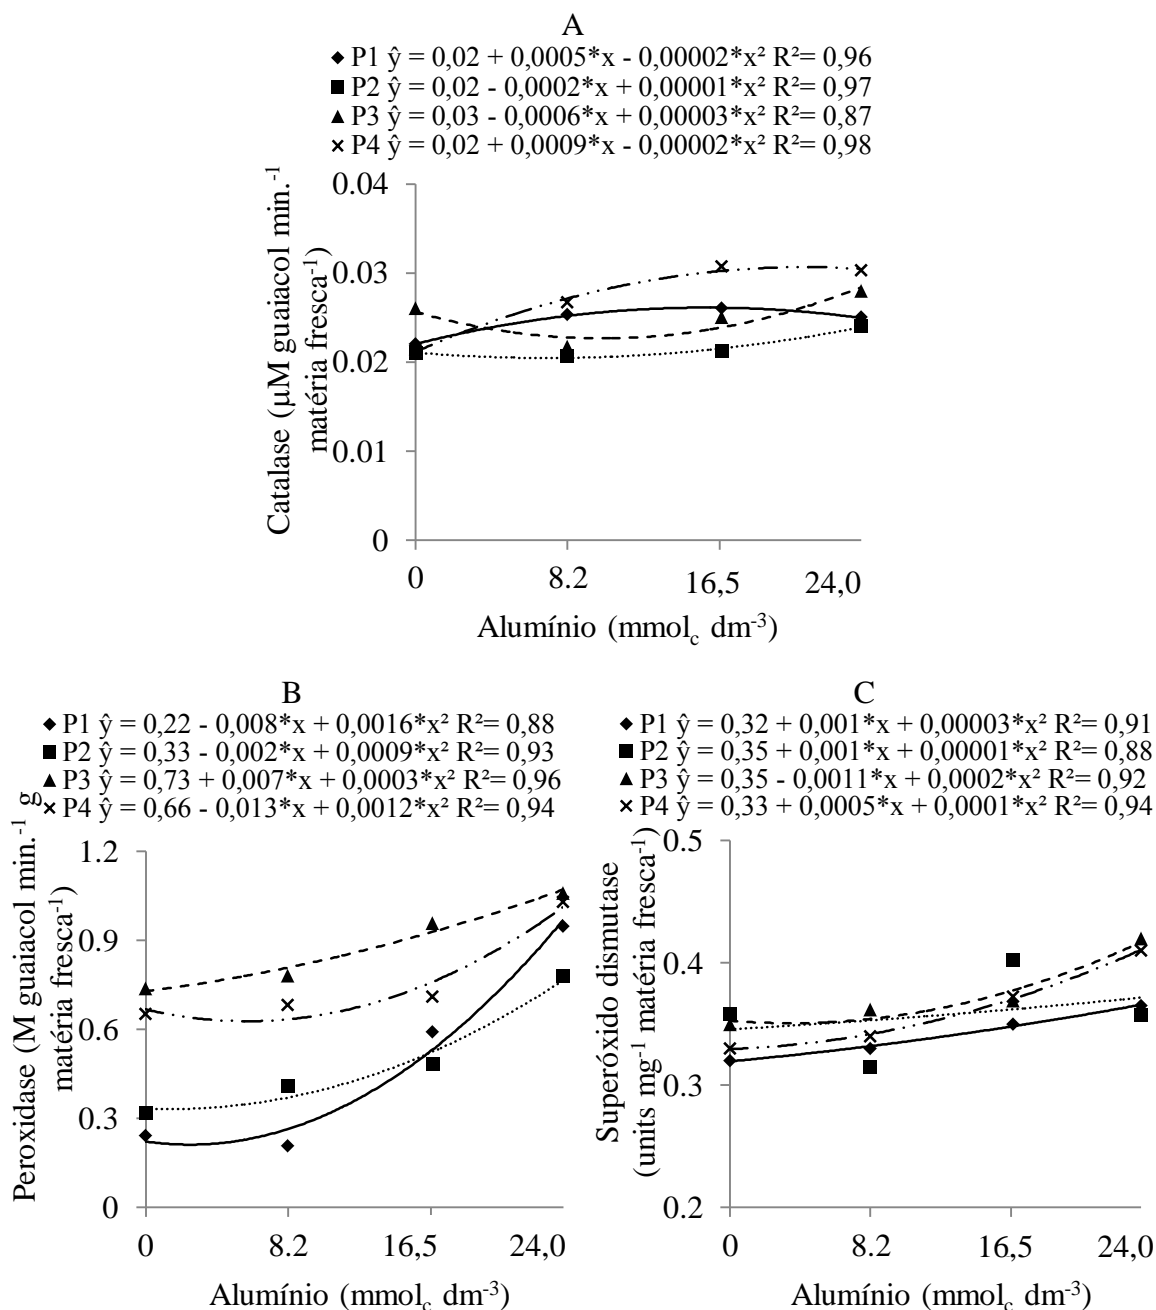 A
◆ P1 ŷ = 0,02 + 0,0005*x - 0,00002*x² R²= 0,96
■ P2 ŷ = 0,02 - 0,0002*x + 0,00001*x² R²= 0,97
▲ P3 ŷ = 0,03 - 0,0006*x + 0,00003*x² R²= 0,87
× P4 ŷ = 0,02 + 0,0009*x - 0,00002*x² R²= 0,98
Catalase (µM guaiacol min.⁻¹
matéria fresca⁻¹)
0.04
0.03
0.02
0.01
0
0 8.2 16,5 24,0
Alumínio (mmol_c dm⁻³)
B
◆ P1 ŷ = 0,22 - 0,008*x + 0,0016*x² R²= 0,88
■ P2 ŷ = 0,33 - 0,002*x + 0,0009*x² R²= 0,93
▲ P3 ŷ = 0,73 + 0,007*x + 0,0003*x² R²= 0,96
× P4 ŷ = 0,66 - 0,013*x + 0,0012*x² R²= 0,94
Peroxidase (M guaiacol min.⁻¹ g
matéria fresca⁻¹)
1.2
0.9
0.6
0.3
0
0 8.2 16,5 24,0
Alumínio (mmol_c dm⁻³)
C
◆ P1 ŷ = 0,32 + 0,001*x + 0,00003*x² R²= 0,91
■ P2 ŷ = 0,35 + 0,001*x + 0,00001*x² R²= 0,88
▲ P3 ŷ = 0,35 - 0,0011*x + 0,0002*x² R²= 0,92
× P4 ŷ = 0,33 + 0,0005*x + 0,0001*x² R²= 0,94
Superóxido dismutase
(units mg⁻¹ matéria fresca⁻¹)
0.5
0.4
0.3
0.2
0 8.2 16,5 24,0
Alumínio (mmol_c dm⁻³)